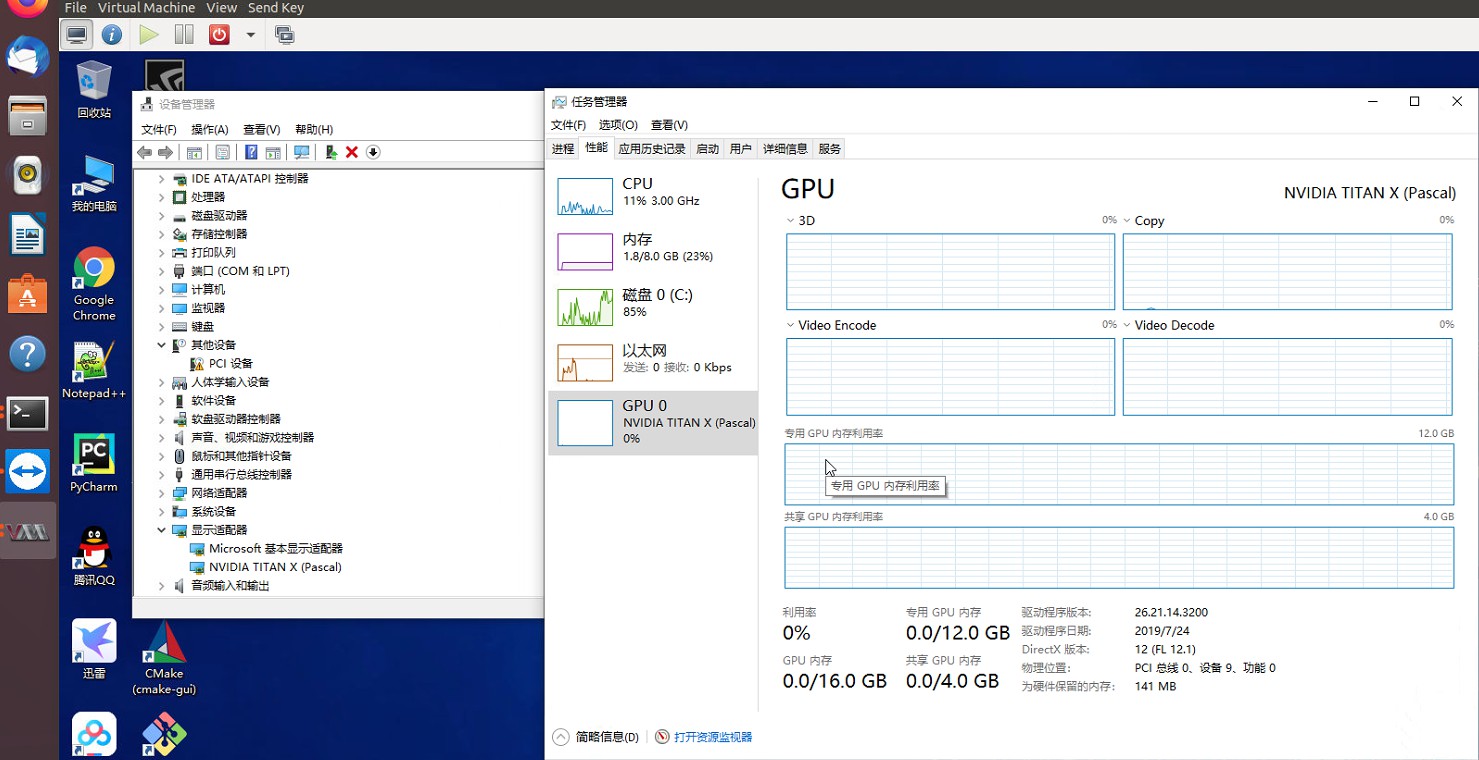 File Virtual Machine View Send Key
回收站
我的电脑
Google
Chrome
Notepad++
PC
PyCharm
腾讯QQ
迅雷
CMake
(cmake-gui)
设备管理器
文件(F) 操作(A) 查看(V) 帮助(H)
IDE ATA/ATAPI 控制器
处理器
磁盘驱动器
存储控制器
打印队列
端口 (COM 和 LPT)
计算机
监视器
键盘
其他设备
PCI 设备
人体学输入设备
软件设备
软盘驱动器控制器
声音、视频和游戏控制器
鼠标和其他指针设备
通用串行总线控制器
网络适配器
系统设备
显示适配器
Microsoft 基本显示适配器
NVIDIA TITAN X (Pascal)
音频输入和输出
任务管理器
文件(F) 选项(O) 查看(V)
进程 性能 应用历史记录 启动 用户 详细信息 服务
CPU
11% 3.00 GHz
内存
1.8/8.0 GB (23%)
磁盘 0 (C:)
85%
以太网
发送: 0 接收: 0 Kbps
GPU 0
NVIDIA TITAN X (Pascal)
0%
GPU
NVIDIA TITAN X (Pascal)
3D 0% Copy 0%
Video Encode 0% Video Decode 0%
专用 GPU 内存利用率 12.0 GB
专用 GPU 内存利用率
共享 GPU 内存利用率 4.0 GB
利用率 专用 GPU 内存
0% 0.0/12.0 GB
GPU 内存 共享 GPU 内存
0.0/16.0 GB 0.0/4.0 GB
驱动程序版本: 26.21.14.3200
驱动程序日期: 2019/7/24
DirectX 版本: 12 (FL 12.1)
物理位置: PCI 总线 0、设备 9、功能 0
为硬件保留的内存: 141 MB
简略信息(D) 打开资源监视器